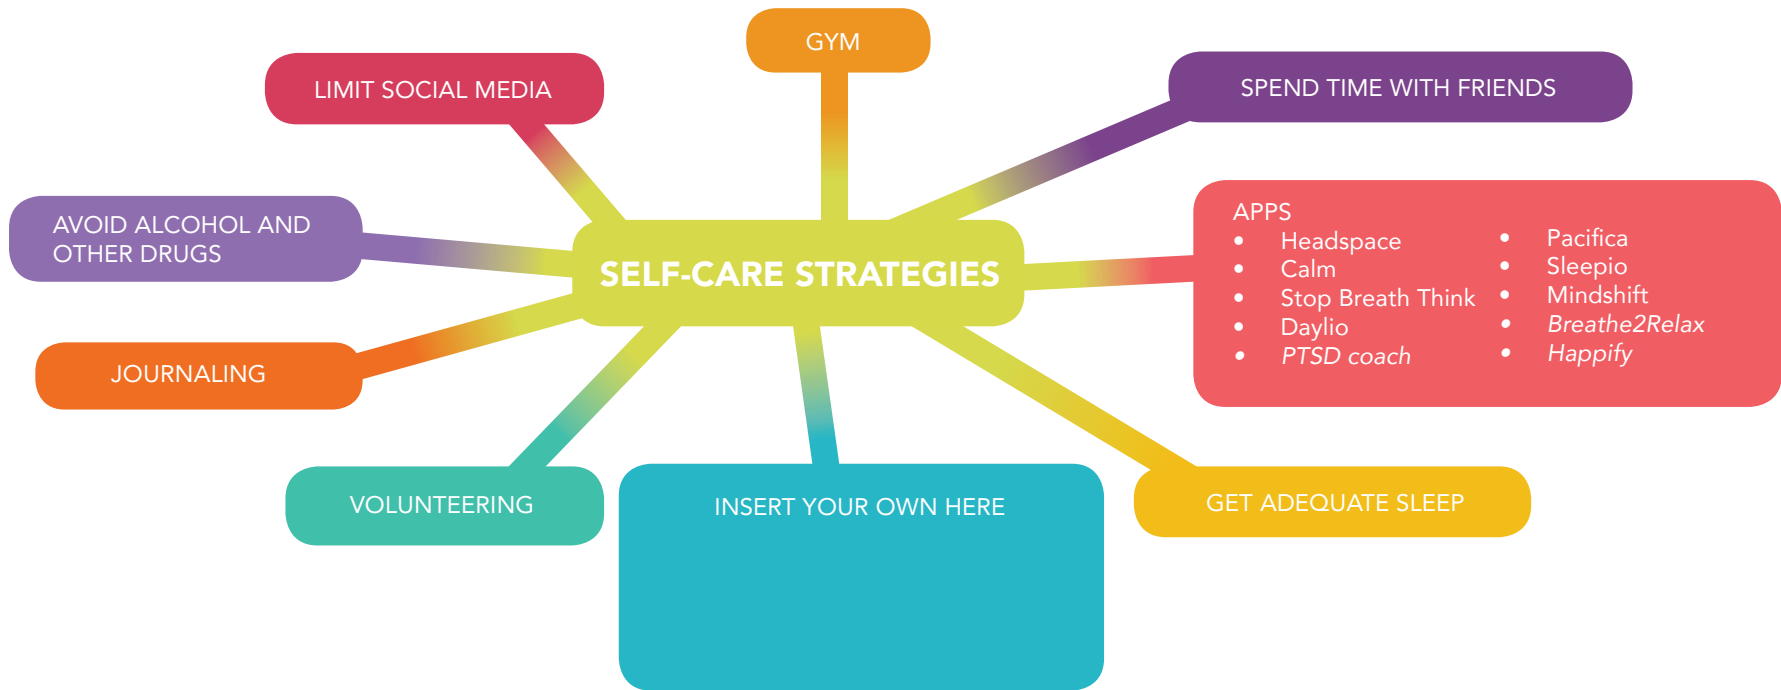 GYM
LIMIT SOCIAL MEDIA
SPEND TIME WITH FRIENDS
AVOID ALCOHOL AND
OTHER DRUGS
SELF-CARE STRATEGIES
APPS
• Headspace
• Calm
• Stop Breath Think
• Daylio
• PTSD coach
• Pacifica
• Sleepio
• Mindshift
• Breathe2Relax
• Happify
JOURNALING
VOLUNTEERING
INSERT YOUR OWN HERE
GET ADEQUATE SLEEP